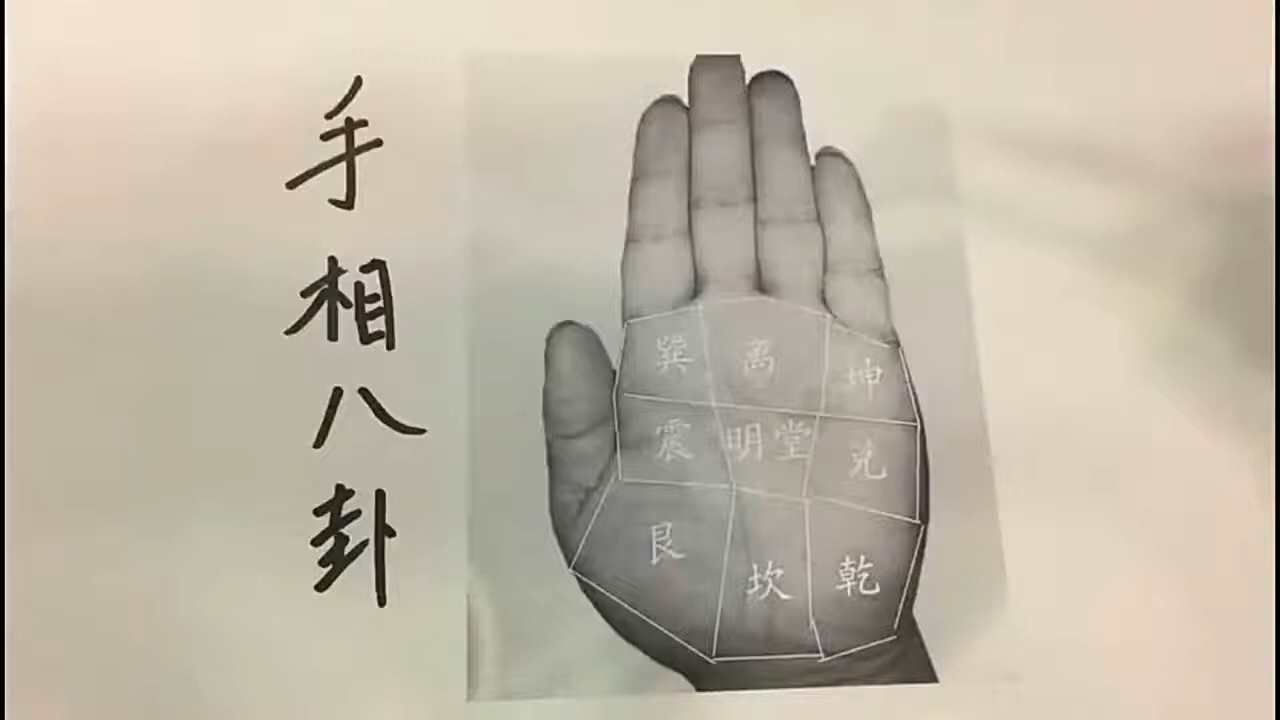 手相八卦
巽 离 坤
震 明堂 兑
艮 坎 乾